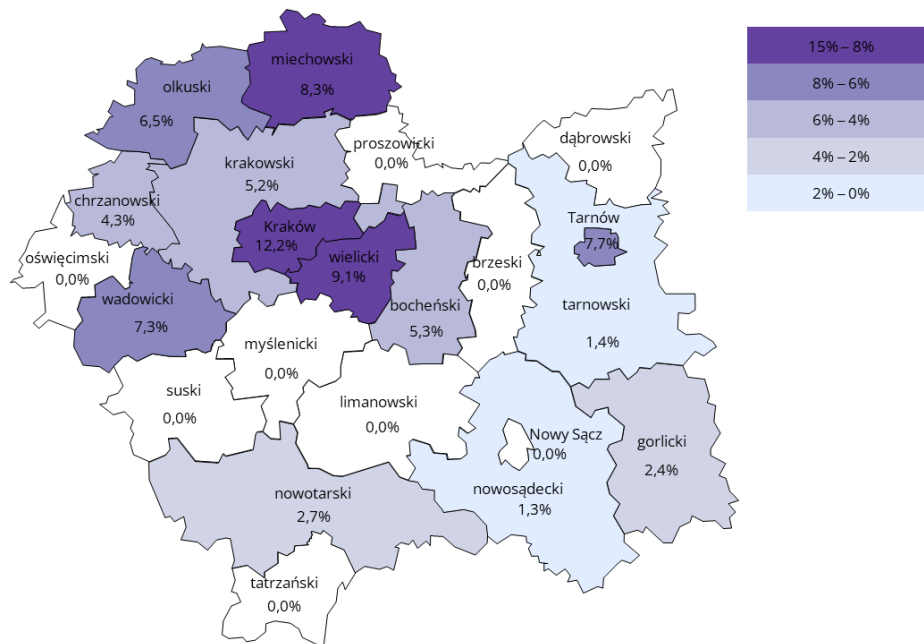 miechowski
8,3%
olkuski
6,5%
proszowicki
0,0%
dąbrowski
0,0%
krakowski
5,2%
chrzanowski
4,3%
Kraków
12,2%
Tarnów
7,7%
oświęcimski
0,0%
wielicki
9,1%
brzeski
0,0%
wadowicki
7,3%
bocheński
5,3%
tarnowski
1,4%
myślenicki
0,0%
suski
0,0%
limanowski
0,0%
Nowy Sącz
0,0%
gorlicki
2,4%
nowotarski
2,7%
nowosądecki
1,3%
tatrzański
0,0%
15% – 8%
8% – 6%
6% – 4%
4% – 2%
2% – 0%